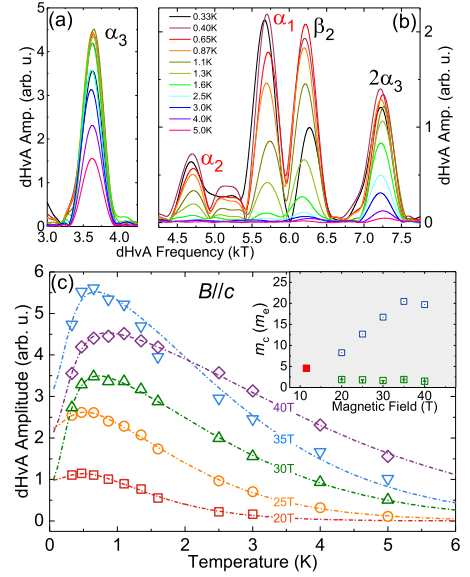 (a)
α3
dHvA Amp. (arb. u.)
5
4
3
2
1
0
3.0 3.5 4.0
(b)
0.33K
0.40K
0.65K
0.87K
1.1K
1.3K
1.6K
2.5K
3.0K
4.0K
5.0K
α1
β2
α2
2α3
2
1
0
dHvA Amp. (arb. u.)
4.5 5.0 5.5 6.0 6.5 7.0 7.5
dHvA Frequency (kT)
(c)
B//c
dHvA Amplitude (arb. u.)
6
5
4
3
2
1
0
40T
35T
30T
25T
20T
0 1 2 3 4 5 6
Temperature (K)
mc (me)
25
20
15
10
5
0
10 20 30 40
Magnetic Field (T)